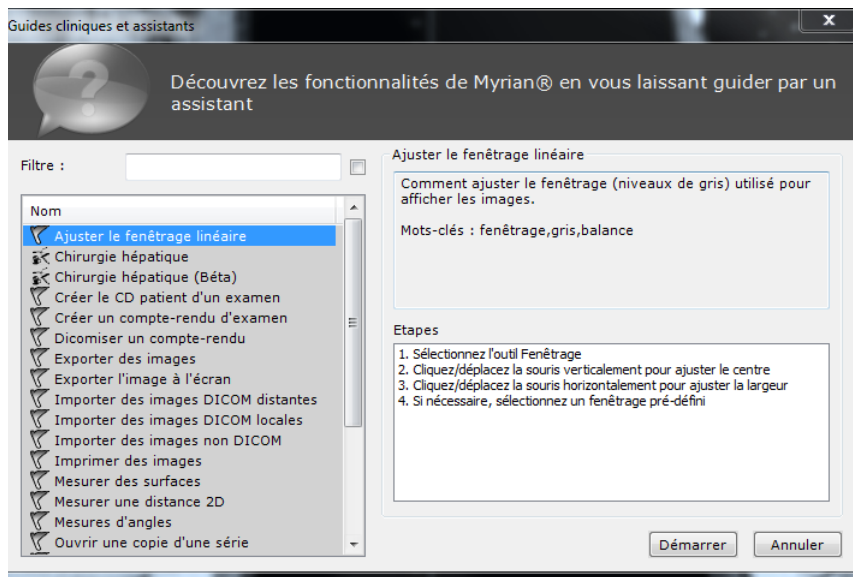 Guides cliniques et assistants
x
?
Découvrez les fonctionnalités de Myrian® en vous laissant guider par un
assistant
Filtre :
Nom
Ajuster le fenêtrage linéaire
Chirurgie hépatique
Chirurgie hépatique (Béta)
Créer le CD patient d'un examen
Créer un compte-rendu d'examen
Dicomiser un compte-rendu
Exporter des images
Exporter l'image à l'écran
Importer des images DICOM distantes
Importer des images DICOM locales
Importer des images non DICOM
Imprimer des images
Mesurer des surfaces
Mesurer une distance 2D
Mesures d'angles
Ouvrir une copie d'une série
Ajuster le fenêtrage linéaire
Comment ajuster le fenêtrage (niveaux de gris) utilisé pour
afficher les images.
Mots-clés : fenêtrage,gris,balance
Etapes
1. Sélectionnez l'outil Fenêtrage
2. Cliquez/déplacez la souris verticalement pour ajuster le centre
3. Cliquez/déplacez la souris horizontalement pour ajuster la largeur
4. Si nécessaire, sélectionnez un fenêtrage pré-défini
Démarrer
Annuler